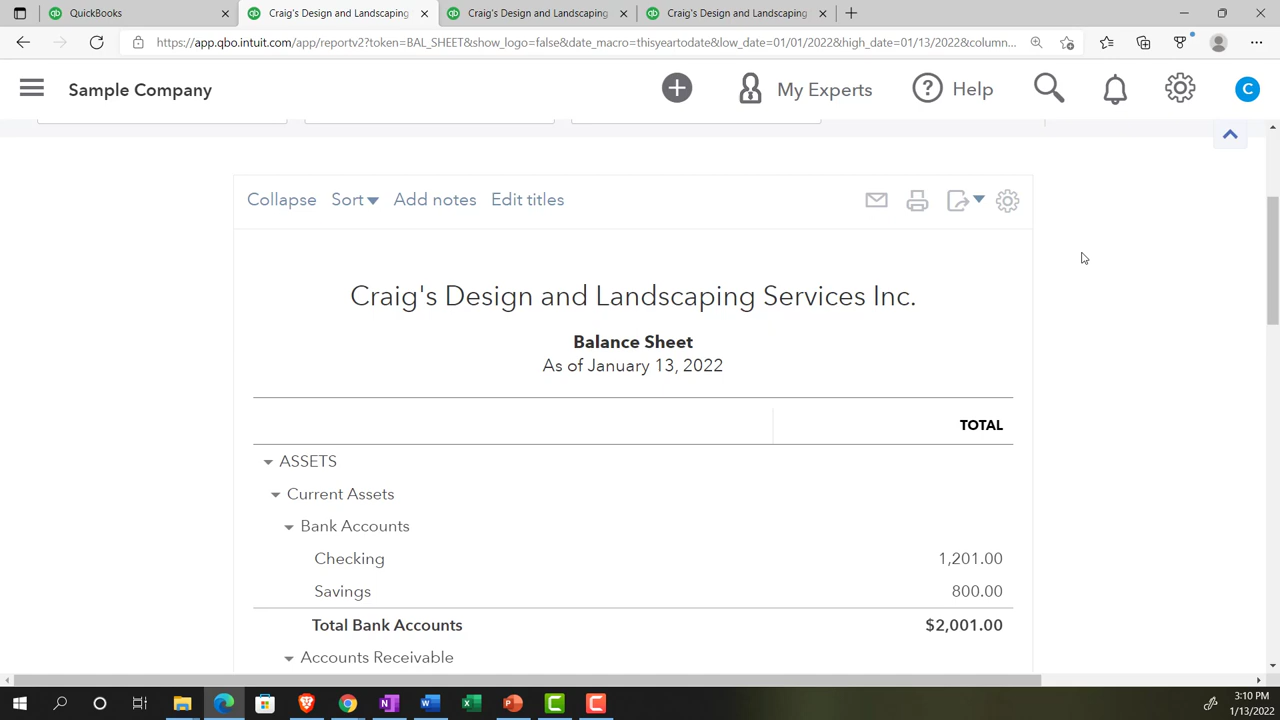 QuickBooks
Craig's Design and Landscaping
Craig's Design and Landscaping
Craig's Design and Landscaping
https://app.qbo.intuit.com/app/reportv2?token=BAL_SHEET&show_logo=false&date_macro=thisyeartodate&low_date=01/01/2022&high_date=01/13/2022&column...
Sample Company
My Experts
Help
C
Collapse Sort Add notes Edit titles
Craig's Design and Landscaping Services Inc.
Balance Sheet
As of January 13, 2022
TOTAL
ASSETS
Current Assets
Bank Accounts
Checking 1,201.00
Savings 800.00
Total Bank Accounts $2,001.00
Accounts Receivable
3:10 PM
1/13/2022